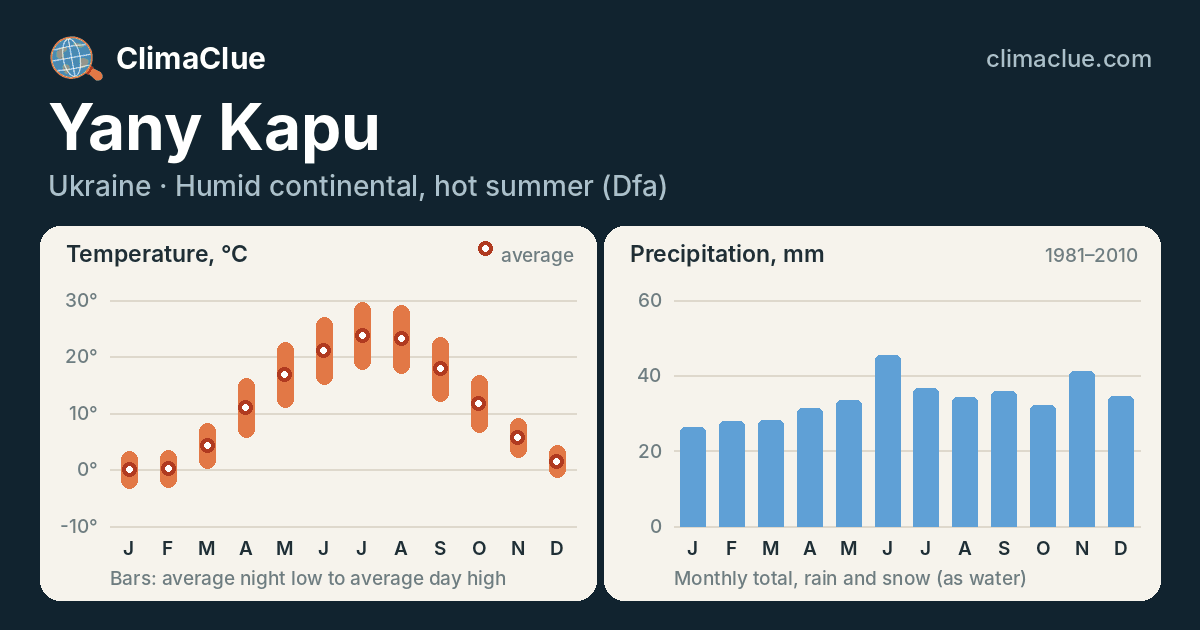 ClimaClue
climaclue.com
Yany Kapu
Ukraine · Humid continental, hot summer (Dfa)
Temperature, °C
average
30°
20°
10°
0°
-10°
J F M A M J J A S O N D
Bars: average night low to average day high
Precipitation, mm
1981–2010
60
40
20
0
J F M A M J J A S O N D
Monthly total, rain and snow (as water)